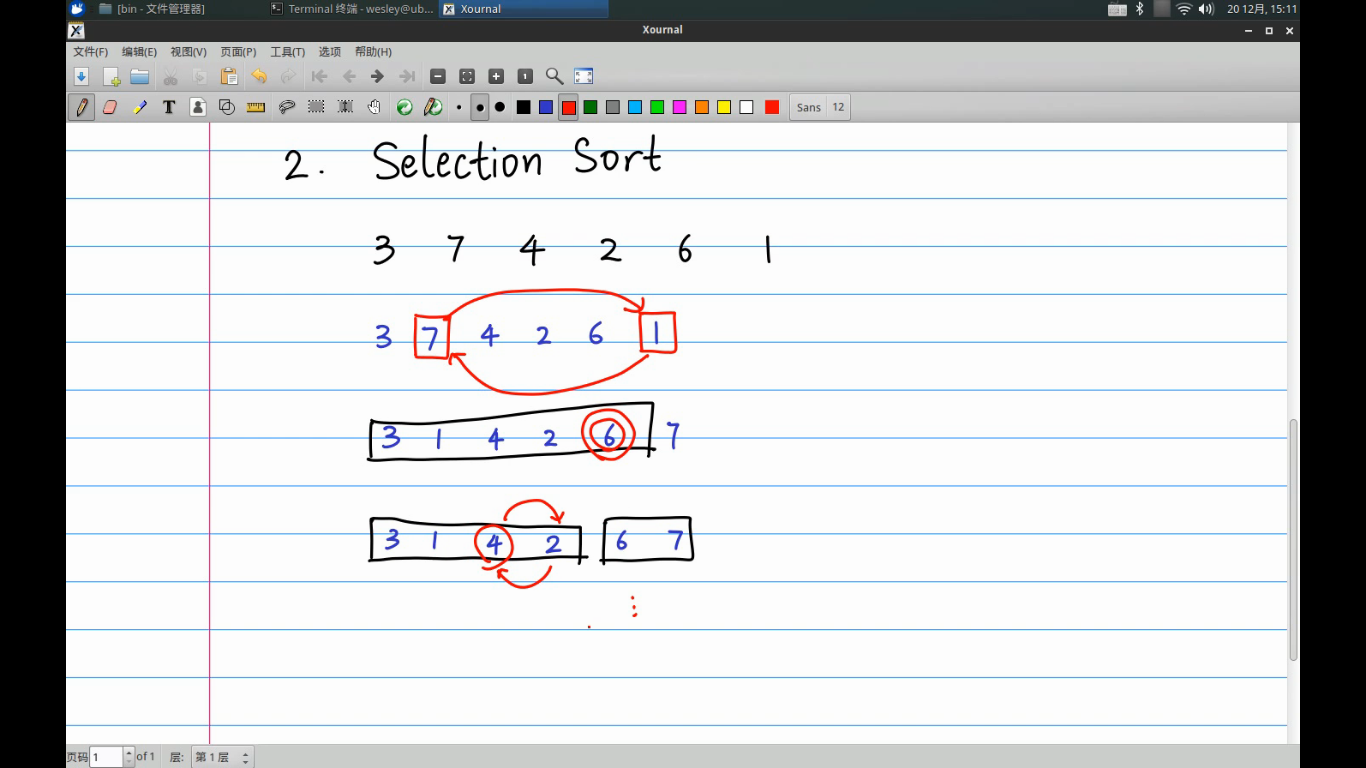 [bin - 文件管理器] Terminal 终端 - wesley@ub... Xournal 20 12月, 15:11
Xournal
文件(F) 编辑(E) 视图(V) 页面(P) 工具(T) 选项 帮助(H)
Sans 12
2. Selection Sort
3 7 4 2 6 1
3 7 4 2 6 1
3 1 4 2 6 7
3 1 4 2 6 7
页码 1 of 1 层: 第 1 层